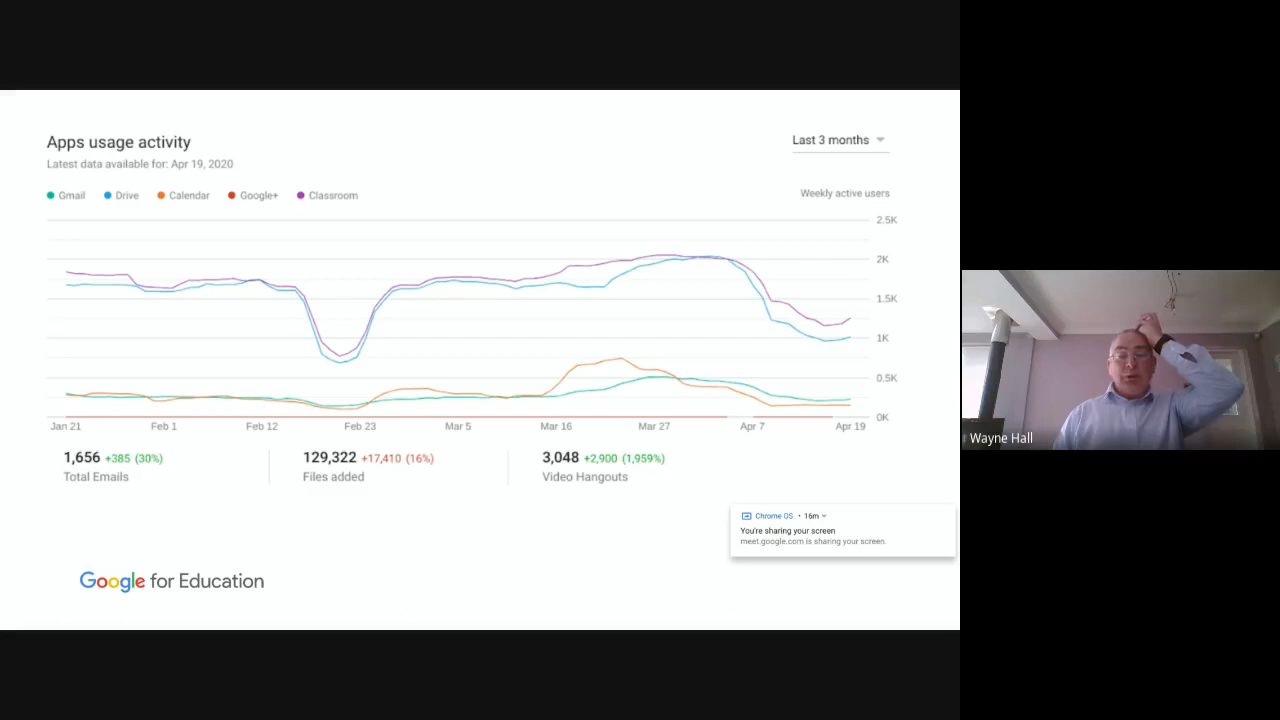 Apps usage activity
Last 3 months
Latest data available for: Apr 19, 2020
Gmail Drive Calendar Google+ Classroom
Weekly active users
2.5K
2K
1.5K
1K
0.5K
0K
Jan 21 Feb 1 Feb 12 Feb 23 Mar 5 Mar 16 Mar 27 Apr 7 Apr 19
1,656 +385 (30%)
Total Emails
129,322 +17,410 (16%)
Files added
3,048 +2,900 (1,959%)
Video Hangouts
Chrome OS • 16m
You're sharing your screen
meet.google.com is sharing your screen.
Google for Education
Wayne Hall